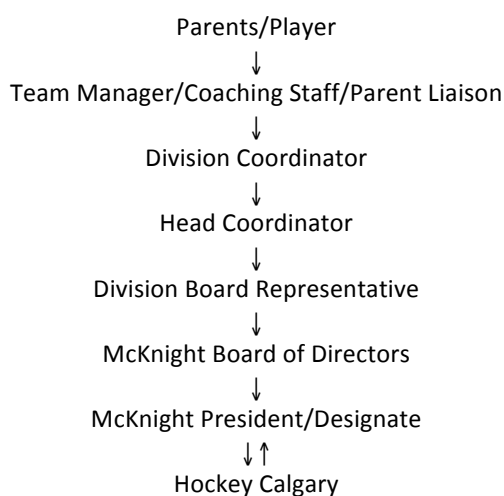 Parents/Player
↓
Team Manager/Coaching Staff/Parent Liaison
↓
Division Coordinator
↓
Head Coordinator
↓
Division Board Representative
↓
McKnight Board of Directors
↓
McKnight President/Designate
↓↑
Hockey Calgary